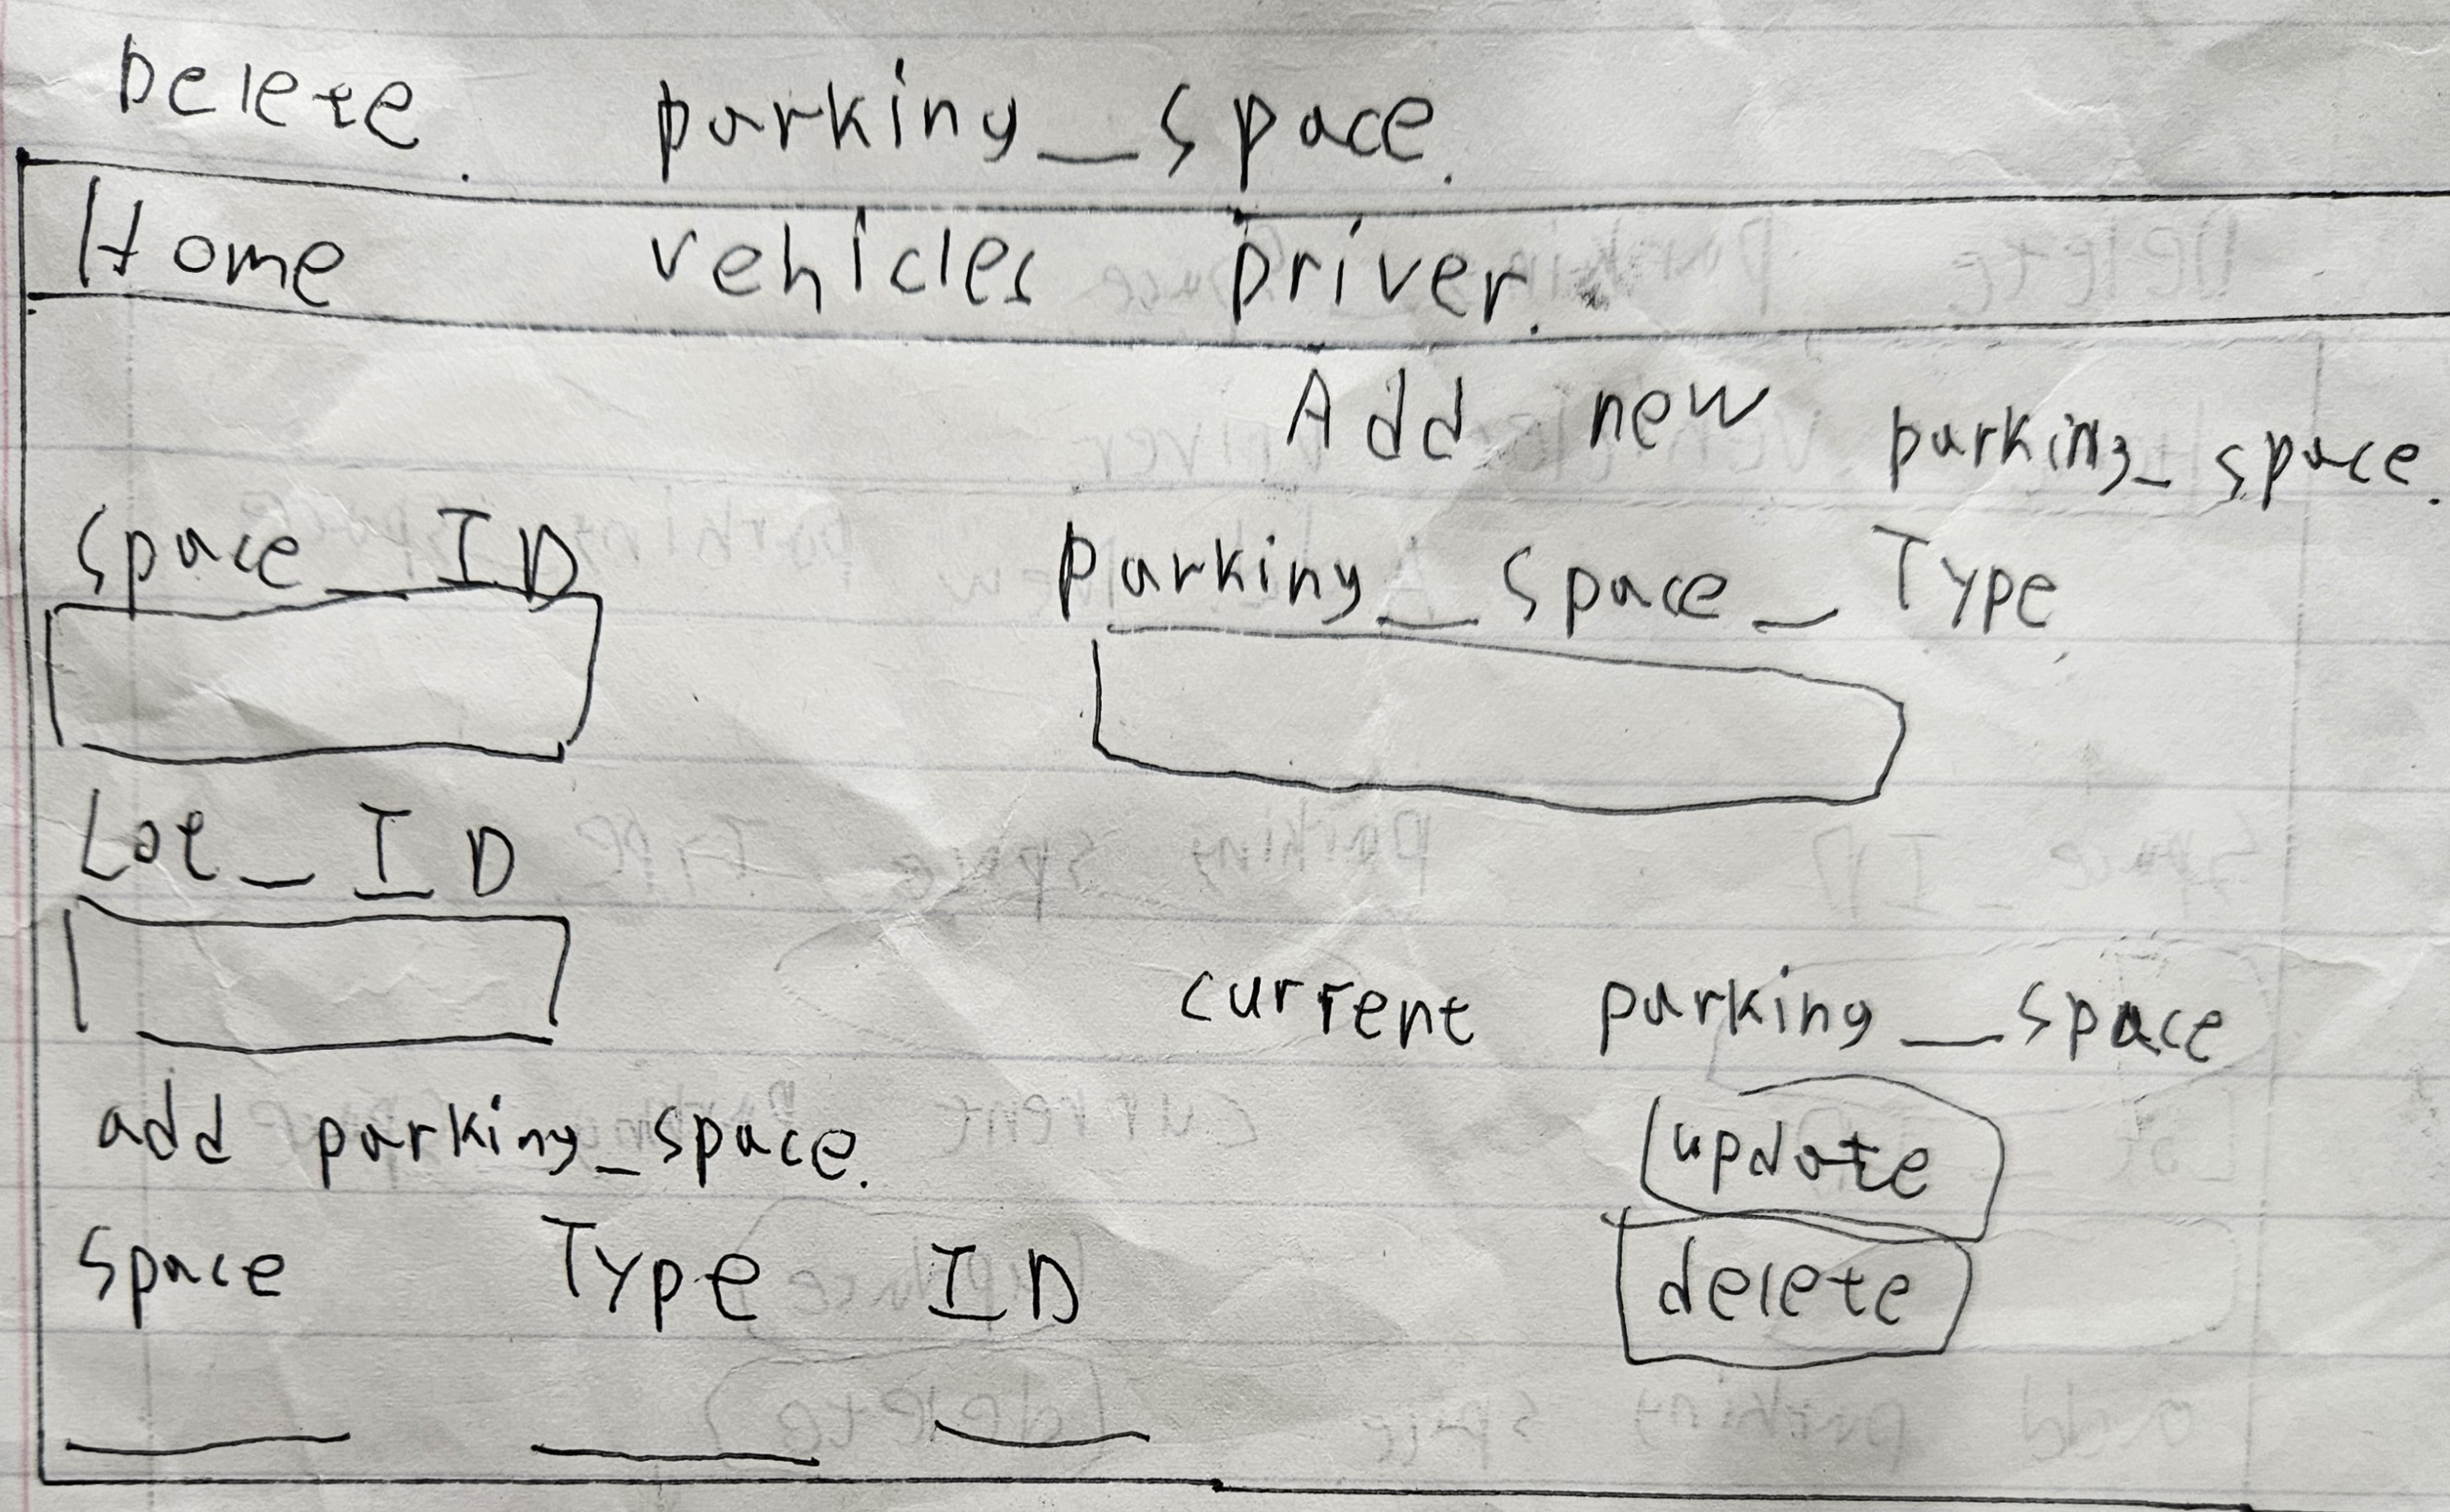 Delete parking_space.
Home vehicles Driver.
Add new parking_space.
Space_ID parking_space_Type
Lot_ID
current parking_space
add parking_space. update
Space Type ID delete